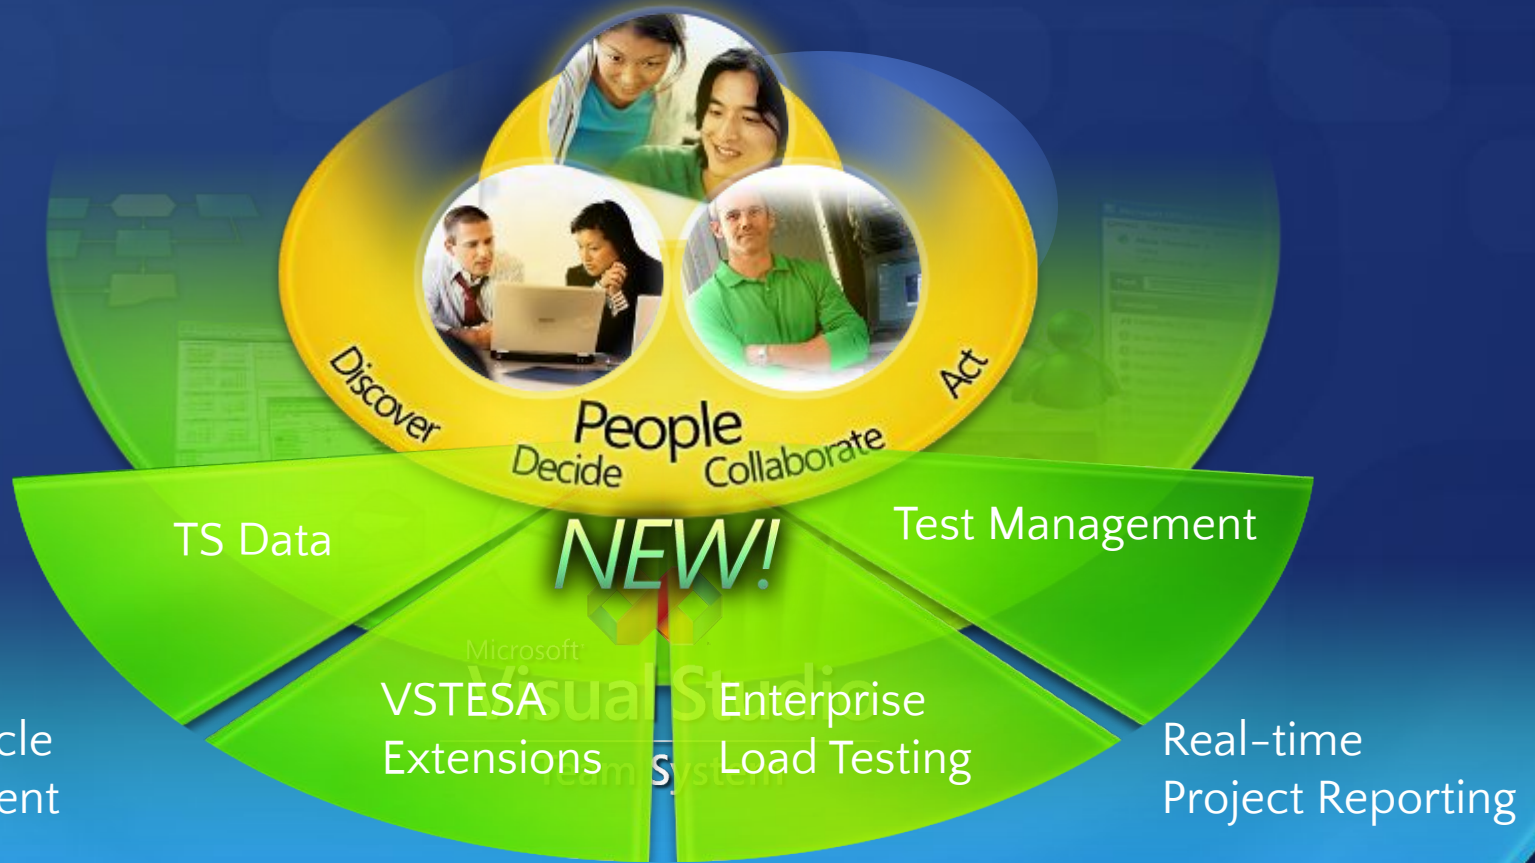 Discover
Act
People
Decide
Collaborate
NEW!
TS Data
Test Management
Microsoft
Visual Studio
Team System
VSTESA
Extensions
Enterprise
Load Testing
cle
ent
Real-time
Project Reporting